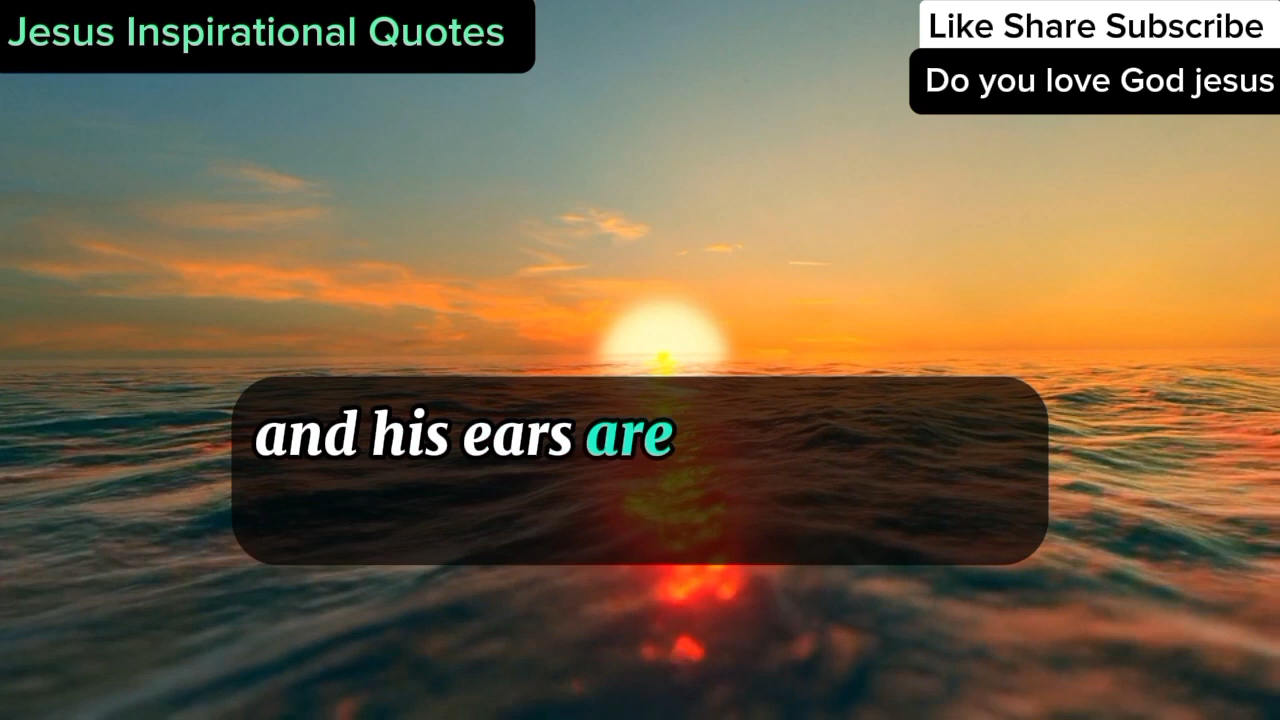 Jesus Inspirational Quotes
Like Share Subscribe
Do you love God jesus
and his ears are